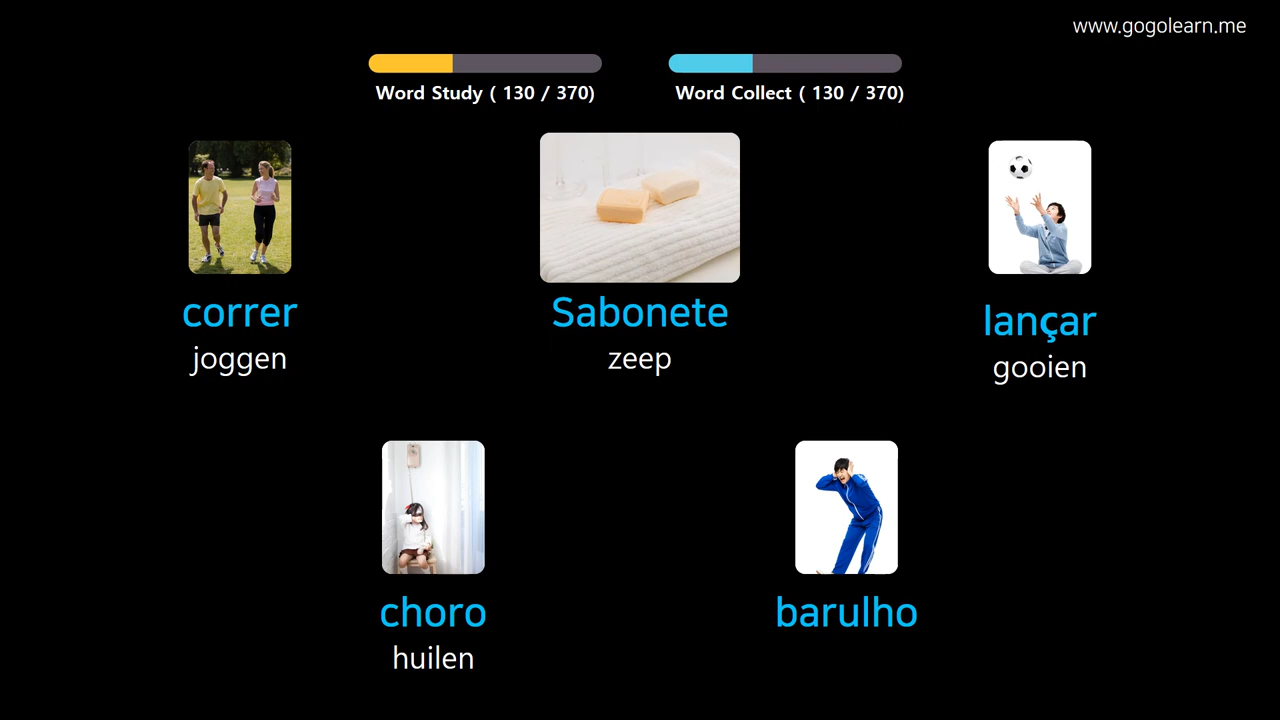 www.gogolearn.me
Word Study ( 130 / 370)
Word Collect ( 130 / 370)
correr
joggen
Sabonete
zeep
lançar
gooien
choro
huilen
barulho